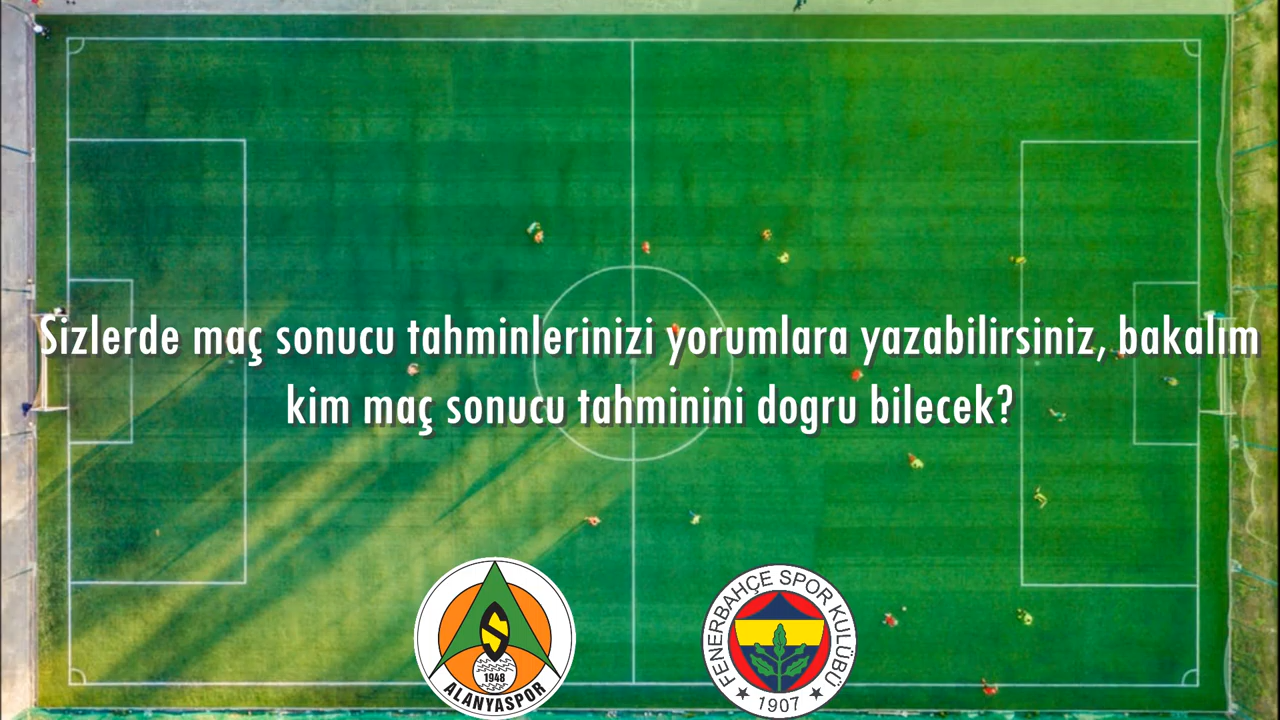 Sizlerde maç sonucu tahminlerinizi yorumlara yazabilirsiniz, bakalım
kim maç sonucu tahminini dogru bilecek?
S
1948
ALANYASPOR
FENERBAHÇE SPOR KULÜBÜ
★ 1907 ★